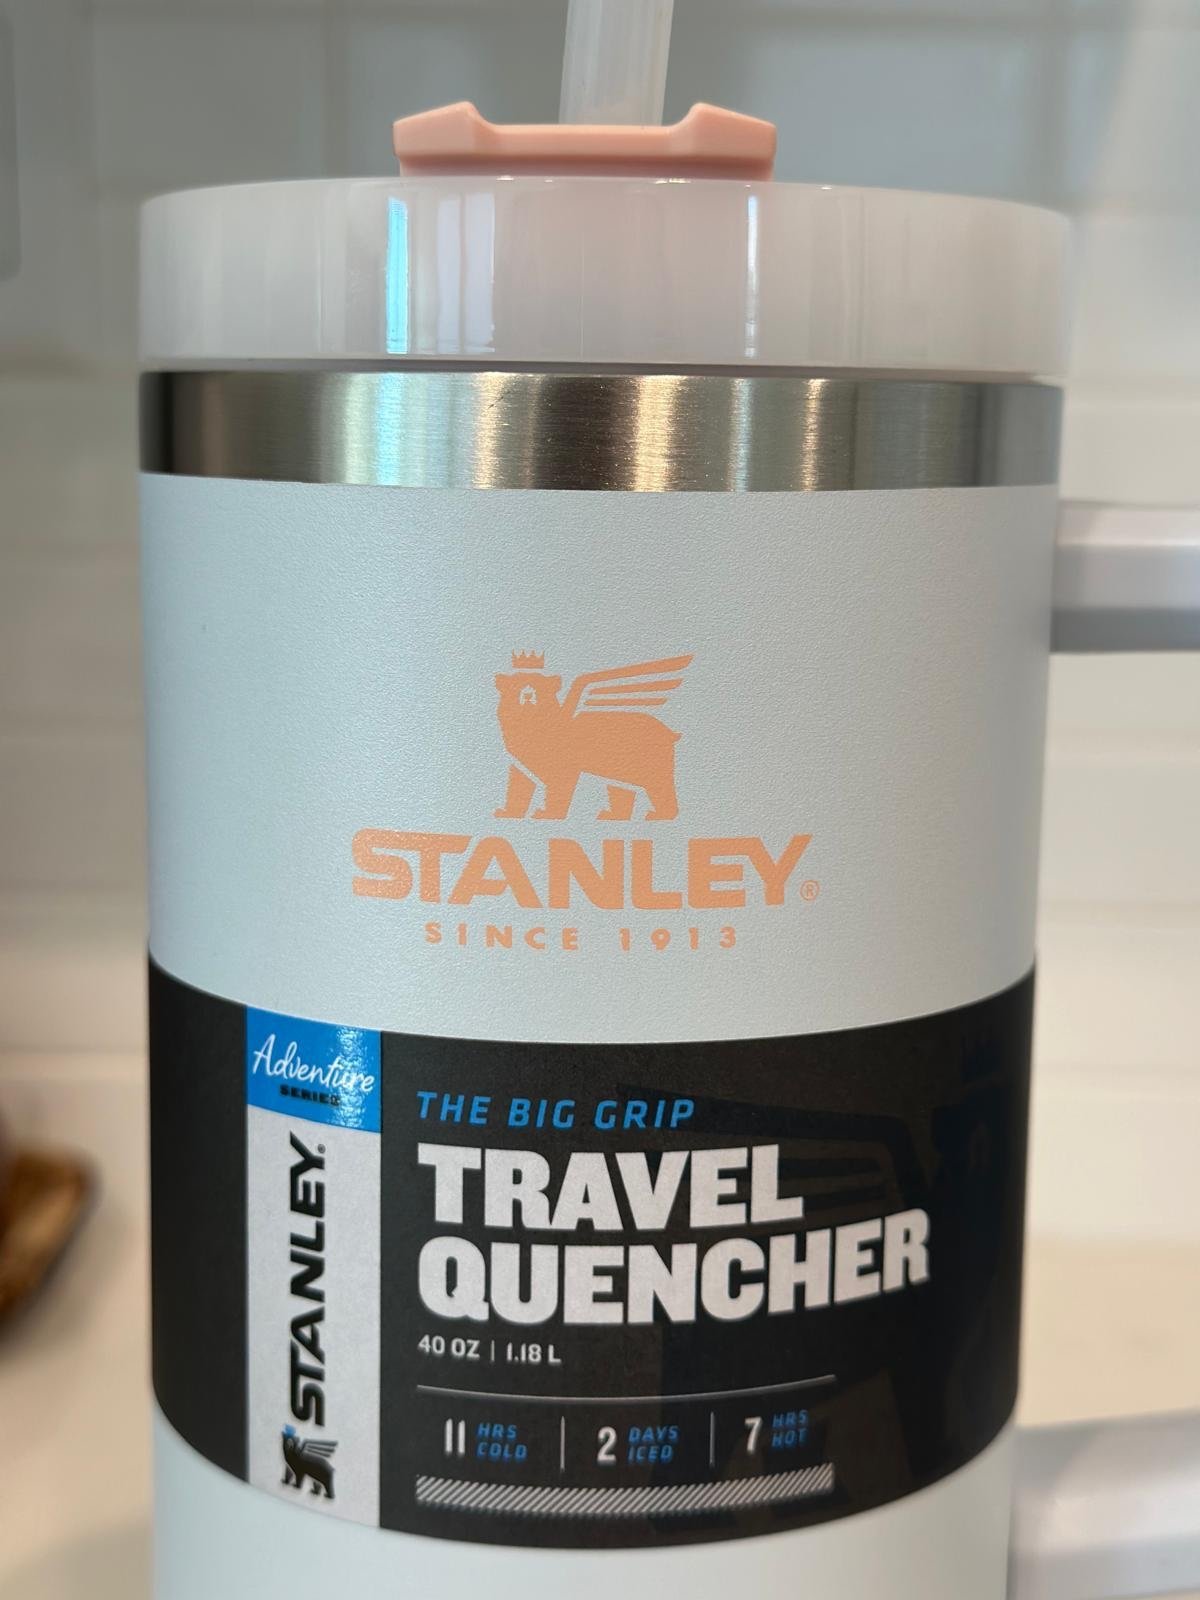 STANLEY®
SINCE 1913
Adventure
SERIES
STANLEY®
THE BIG GRIP
TRAVEL
QUENCHER
40 OZ | 1.18 L
11 HRS COLD | 2 DAYS ICED | 7 HRS HOT